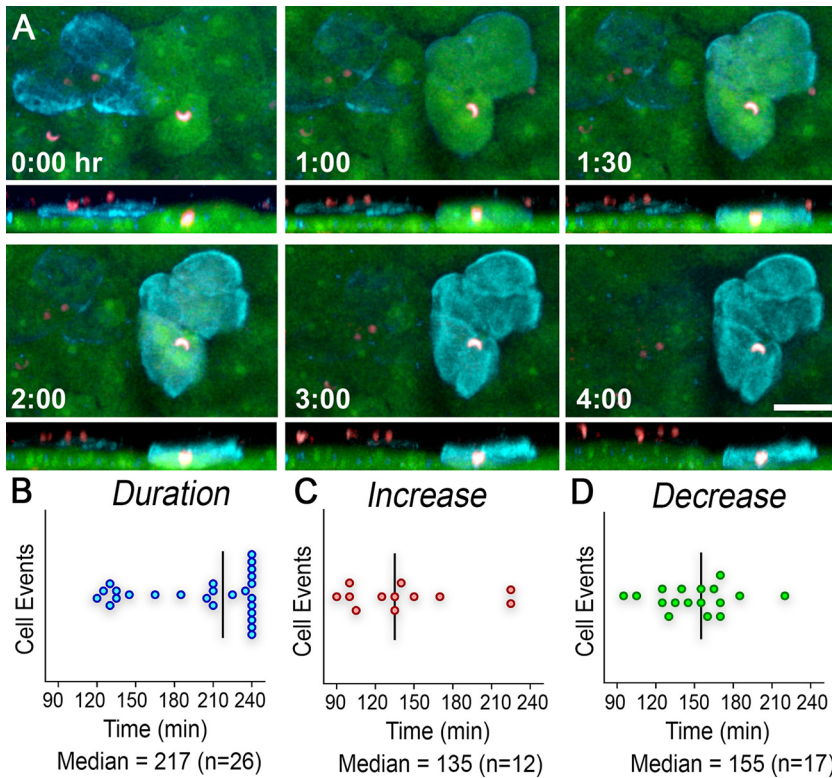 A
0:00 hr
1:00
1:30
2:00
3:00
4:00
B
Duration
Cell Events
90 120 150 180 210 240
Time (min)
Median = 217 (n=26)
C
Increase
Cell Events
90 120 150 180 210 240
Time (min)
Median = 135 (n=12)
D
Decrease
Cell Events
90 120 150 180 210 240
Time (min)
Median = 155 (n=17)